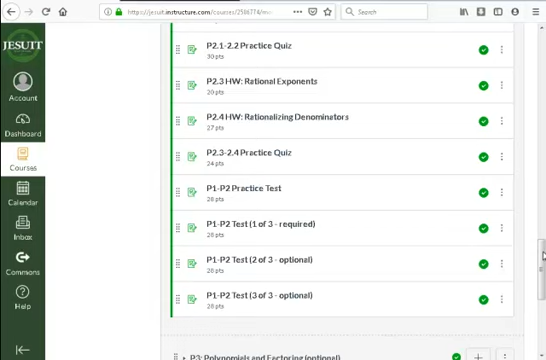 https://jesuit.instructure.com/courses/2586774/mo
Search
JESUIT
Account
Dashboard
Courses
Calendar
Inbox
Commons
Help
P2.1-2.2 Practice Quiz
30 pts
P2.3 HW: Rational Exponents
20 pts
P2.4 HW: Rationalizing Denominators
27 pts
P2.3-2.4 Practice Quiz
24 pts
P1-P2 Practice Test
28 pts
P1-P2 Test (1 of 3 - required)
28 pts
P1-P2 Test (2 of 3 - optional)
28 pts
P1-P2 Test (3 of 3 - optional)
28 pts
P3: Polynomials and Factoring (optional)